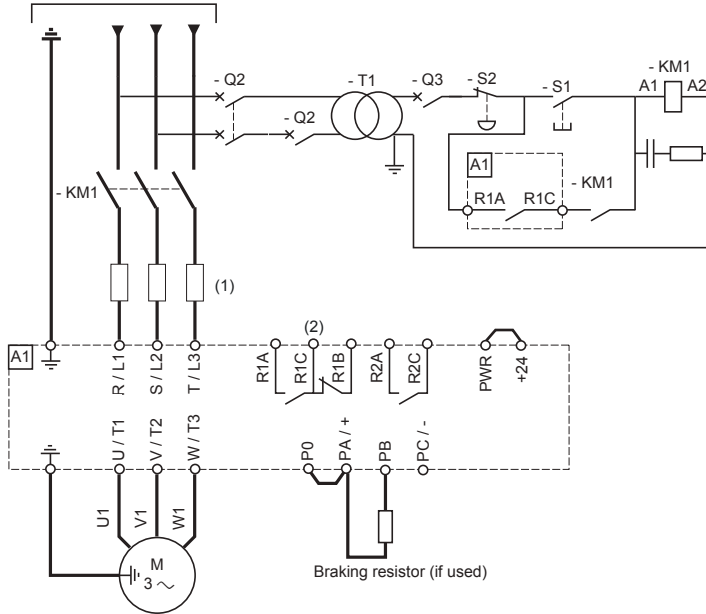 - Q2
- T1
- Q3
- S2
- S1
- KM1
A1
A2
- Q2
A1
R1A
R1C
- KM1
- KM1
(1)
(2)
A1
R / L1
S / L2
T / L3
R1A
R1C
R1B
R2A
R2C
PWR
+24
U / T1
V / T2
W / T3
P0
PA / +
PB
PC / -
U1
V1
W1
M
3 ~
Braking resistor (if used)